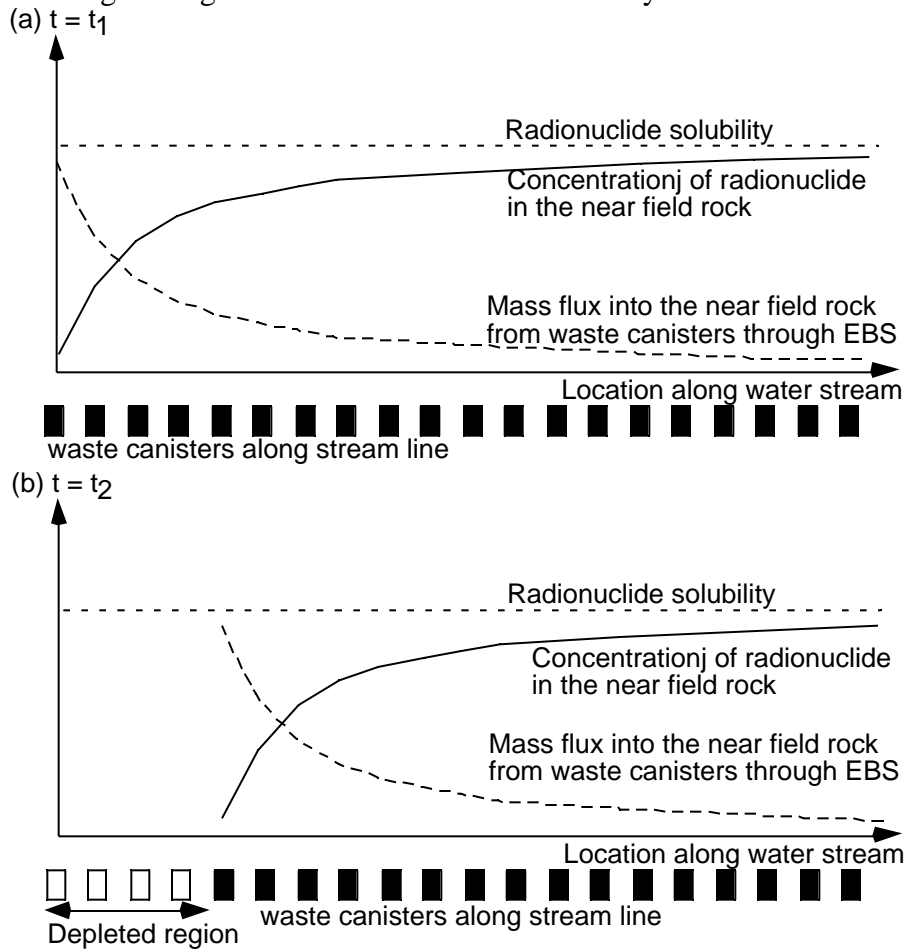 (a) t = t1
Radionuclide solubility
Concentrationj of radionuclide
in the near field rock
Mass flux into the near field rock
from waste canisters through EBS
Location along water stream
waste canisters along stream line
(b) t = t2
Radionuclide solubility
Concentrationj of radionuclide
in the near field rock
Mass flux into the near field rock
from waste canisters through EBS
Location along water stream
waste canisters along stream line
Depleted region